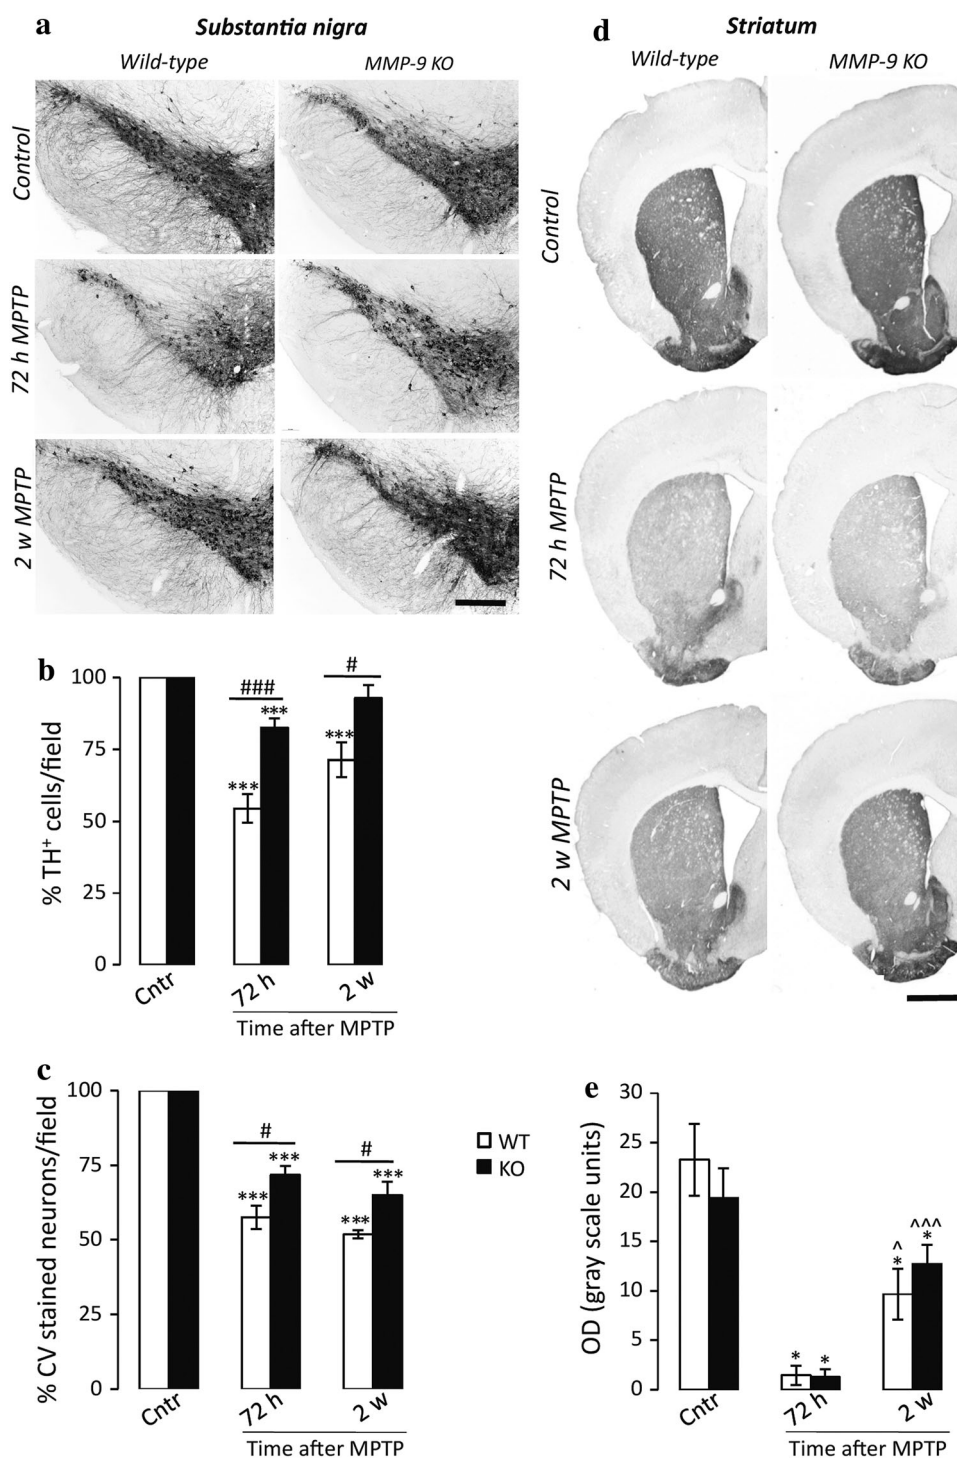 a
Substantia nigra
Wild-type MMP-9 KO
Control
72 h MPTP
2 w MPTP
b
100
75
50
25
0
% TH+ cells/field
***
###
***
***
#
Cntr
72 h
2 w
Time after MPTP
c
100
75
50
25
0
% CV stained neurons/field
***
#
***
***
#
***
Cntr
72 h
2 w
Time after MPTP
WT
KO
d
Striatum
Wild-type MMP-9 KO
Control
72 h MPTP
2 w MPTP
e
30
25
20
15
10
5
0
OD (gray scale units)
*
*
^
*
^^^
*
Cntr
72 h
2 w
Time after MPTP